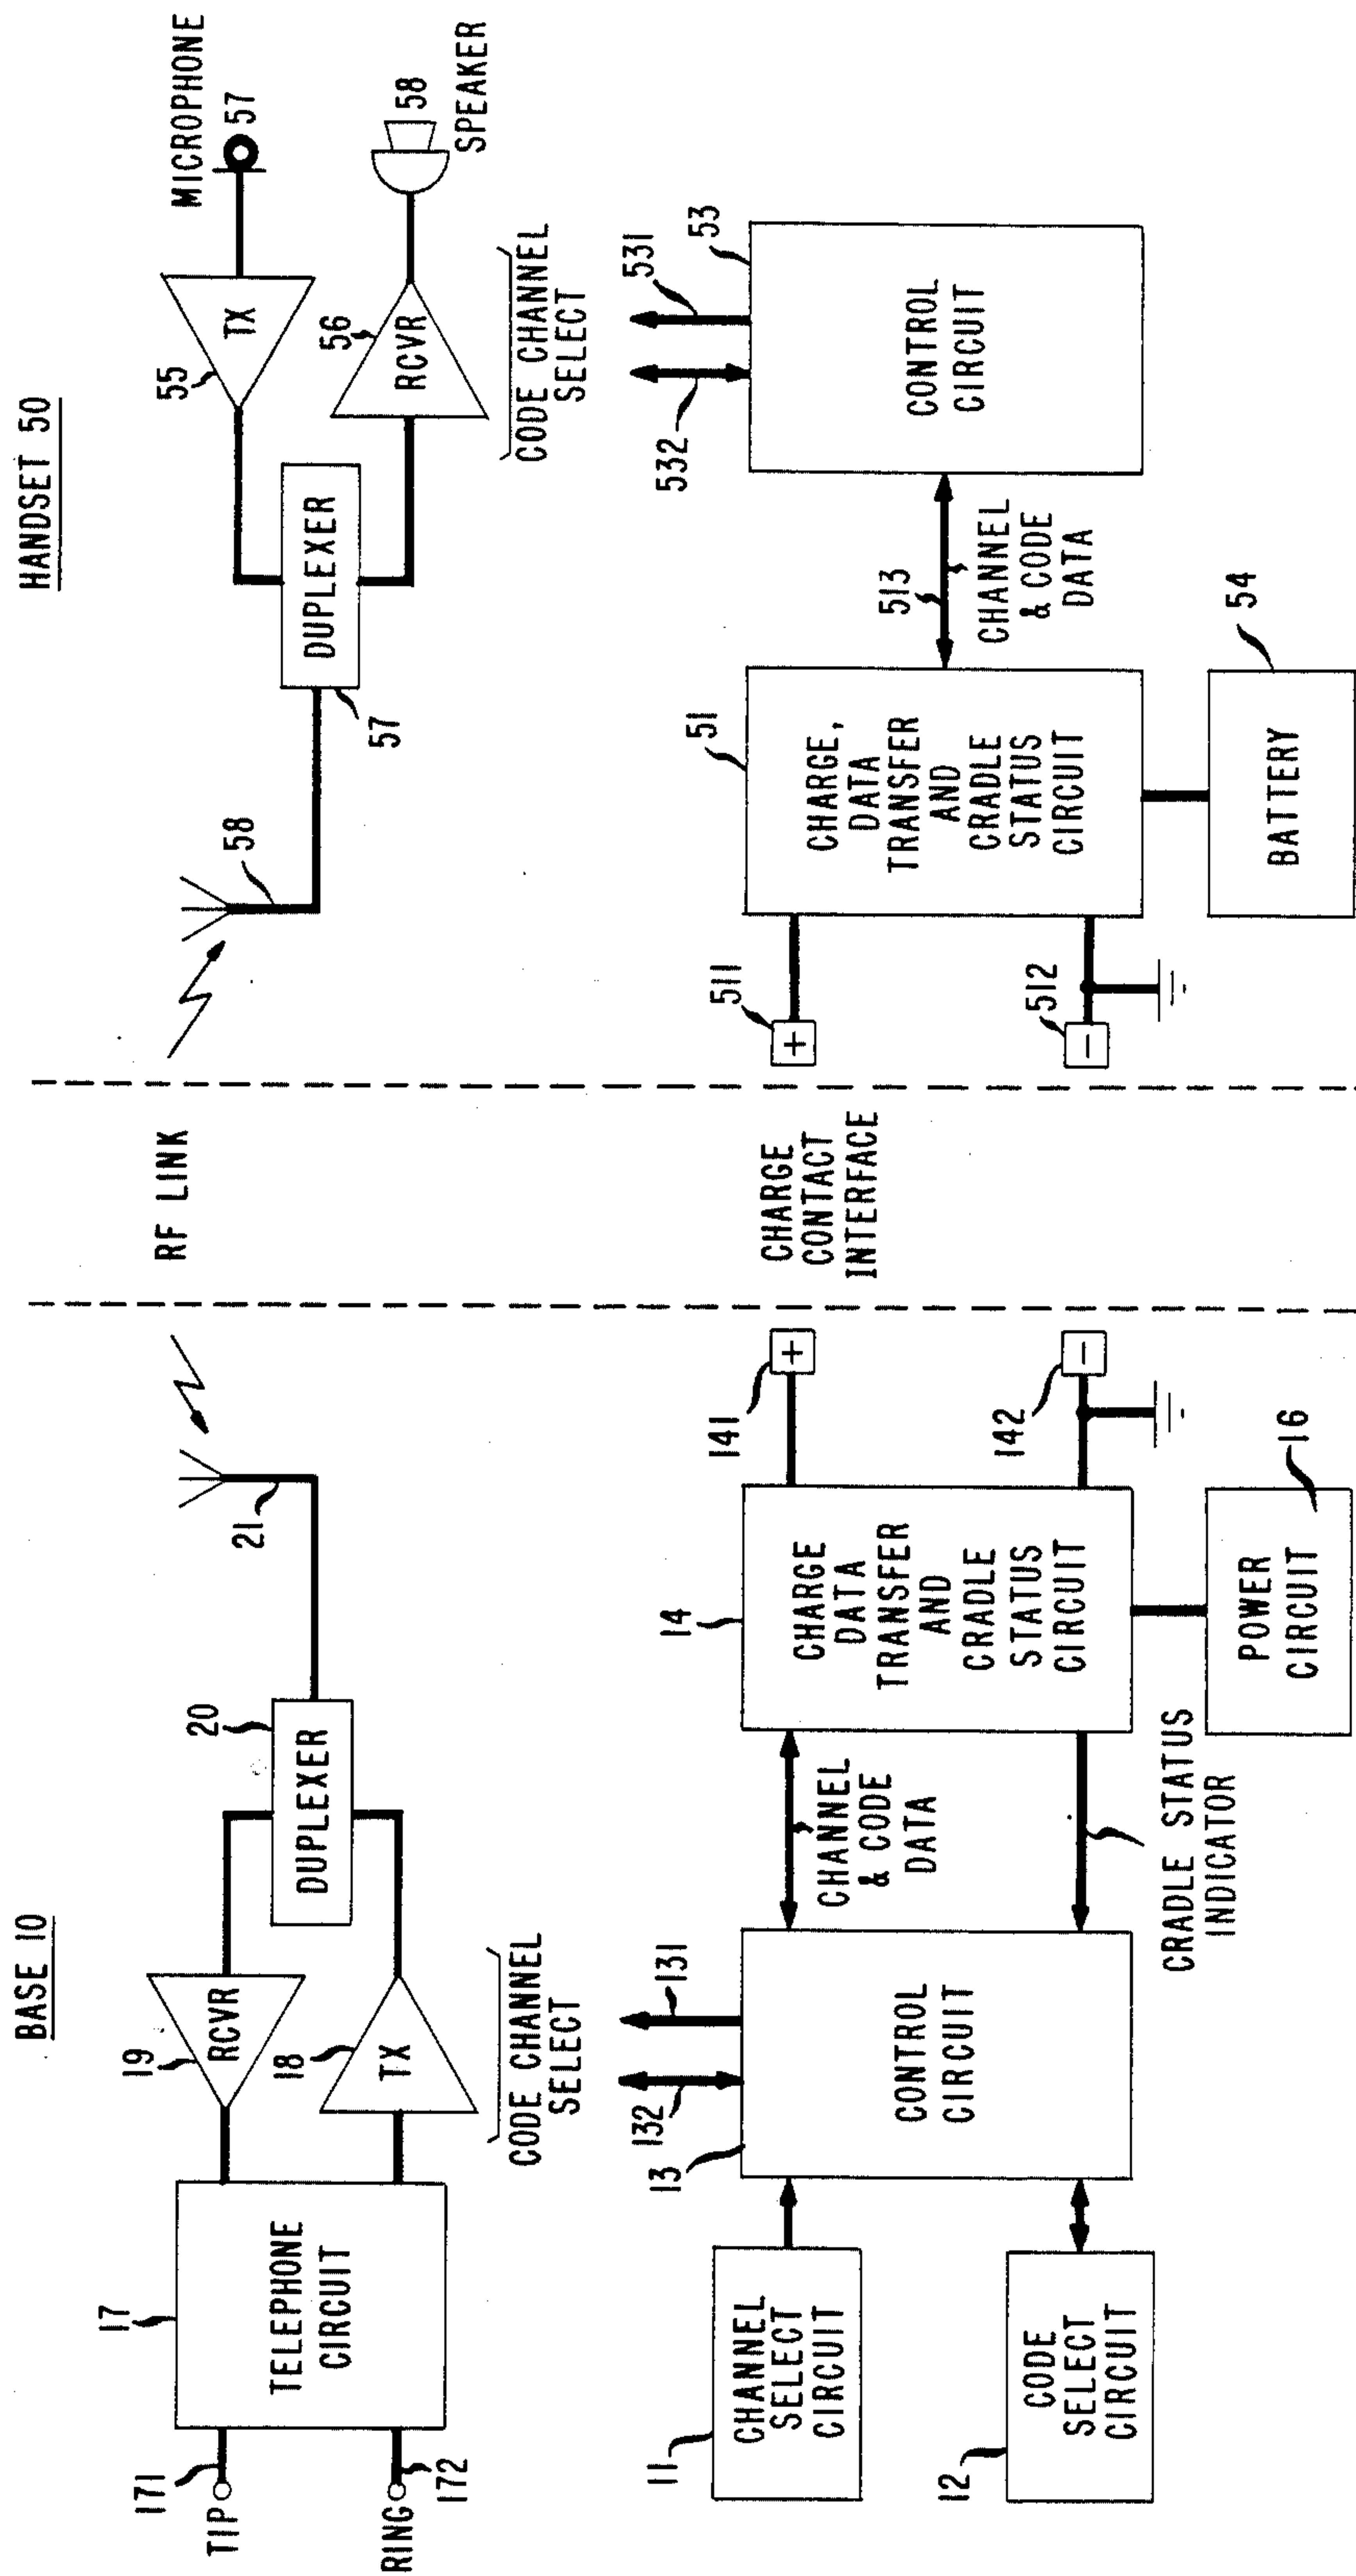 BASE 10
TIP
171
RING
172
17
TELEPHONE
CIRCUIT
19
RCVR
18
TX
20
DUPLEXER
21
CODE CHANNEL
SELECT
11
CHANNEL
SELECT
CIRCUIT
12
CODE
SELECT
CIRCUIT
13
132
131
CONTROL
CIRCUIT
CHANNEL
& CODE
DATA
CRADLE STATUS
INDICATOR
14
CHARGE
DATA
TRANSFER
AND
CRADLE
STATUS
CIRCUIT
141
+
142
-
POWER
CIRCUIT
16
RF LINK
CHARGE
CONTACT
INTERFACE
HANDSET 50
58
57
DUPLEXER
55
TX
MICROPHONE
57
56
RCVR
58
SPEAKER
CODE CHANNEL
SELECT
511
+
512
-
51
CHARGE,
DATA
TRANSFER
AND
CRADLE
STATUS
CIRCUIT
54
BATTERY
513
CHANNEL
& CODE
DATA
532
531
53
CONTROL
CIRCUIT